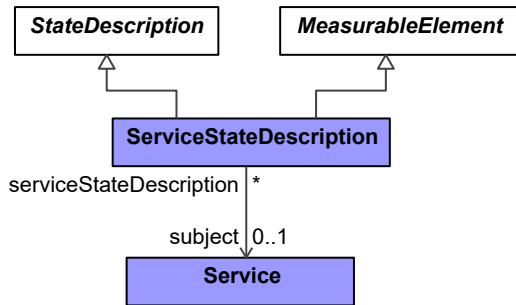 StateDescription
MeasurableElement
ServiceStateDescription
serviceStateDescription *
subject 0..1
Service